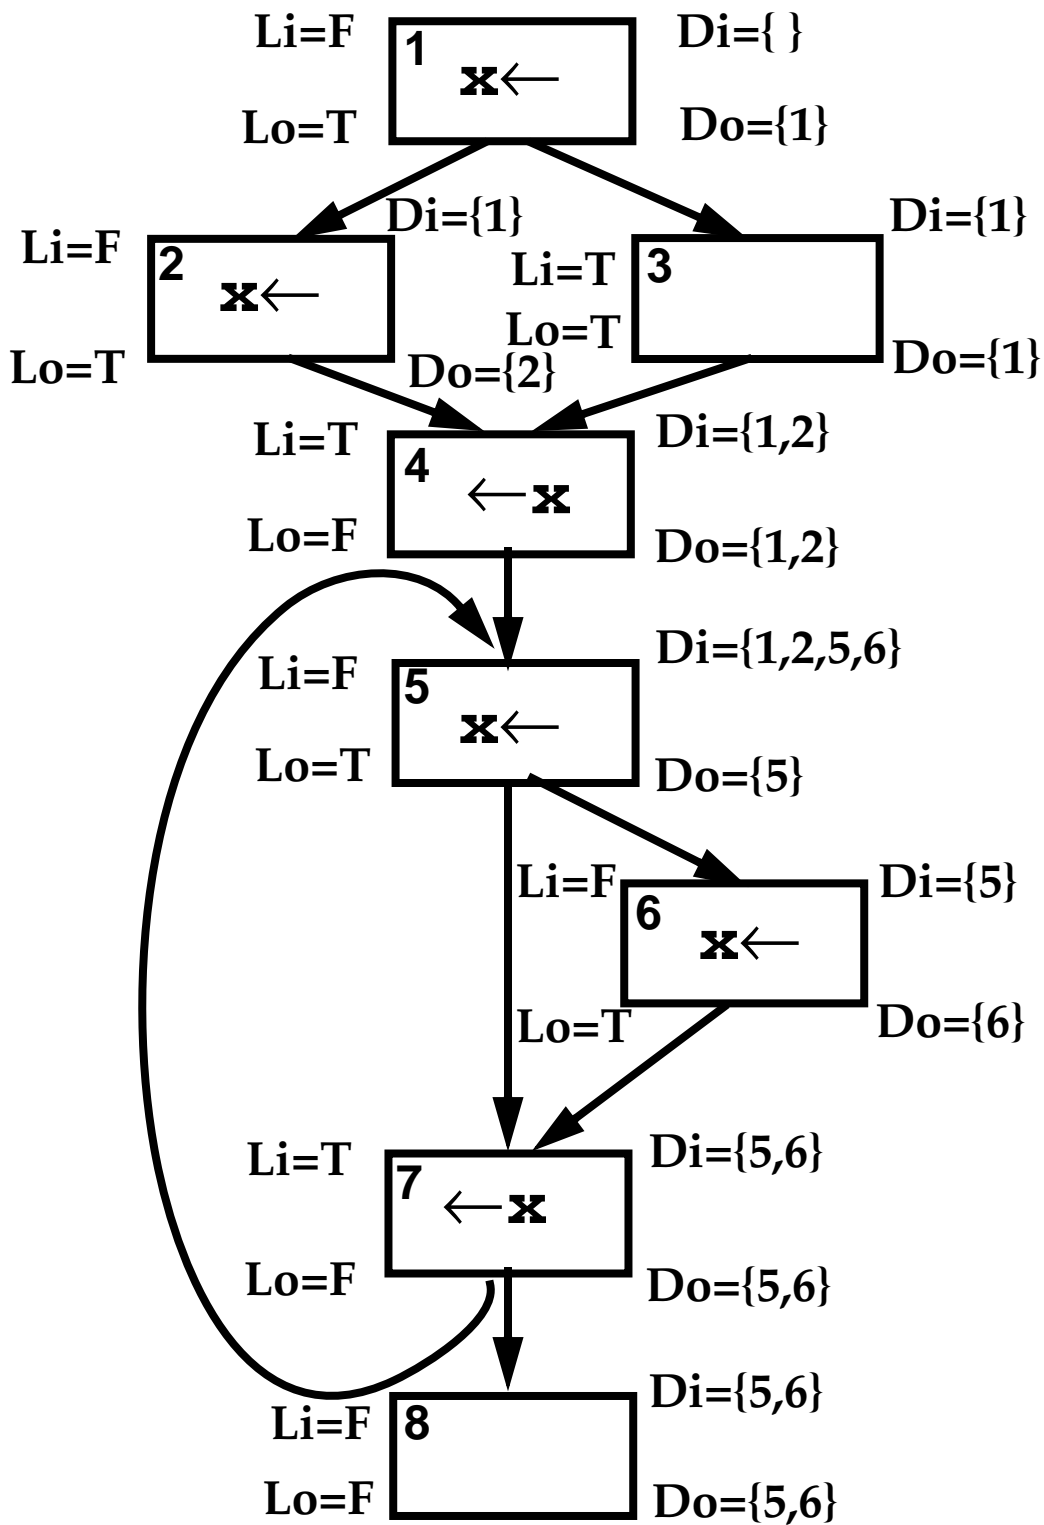 Li=F
1
Di={ }
x←
Lo=T
Do={1}
Di={1}
Di={1}
Li=F
2
Li=T
3
x←
Lo=T
Lo=T
Do={2}
Do={1}
Li=T
4
Di={1,2}
←x
Lo=F
Do={1,2}
Di={1,2,5,6}
Li=F
5
x←
Lo=T
Do={5}
Li=F
6
Di={5}
x←
Lo=T
Do={6}
Li=T
7
Di={5,6}
←x
Lo=F
Do={5,6}
Di={5,6}
Li=F
8
Lo=F
Do={5,6}